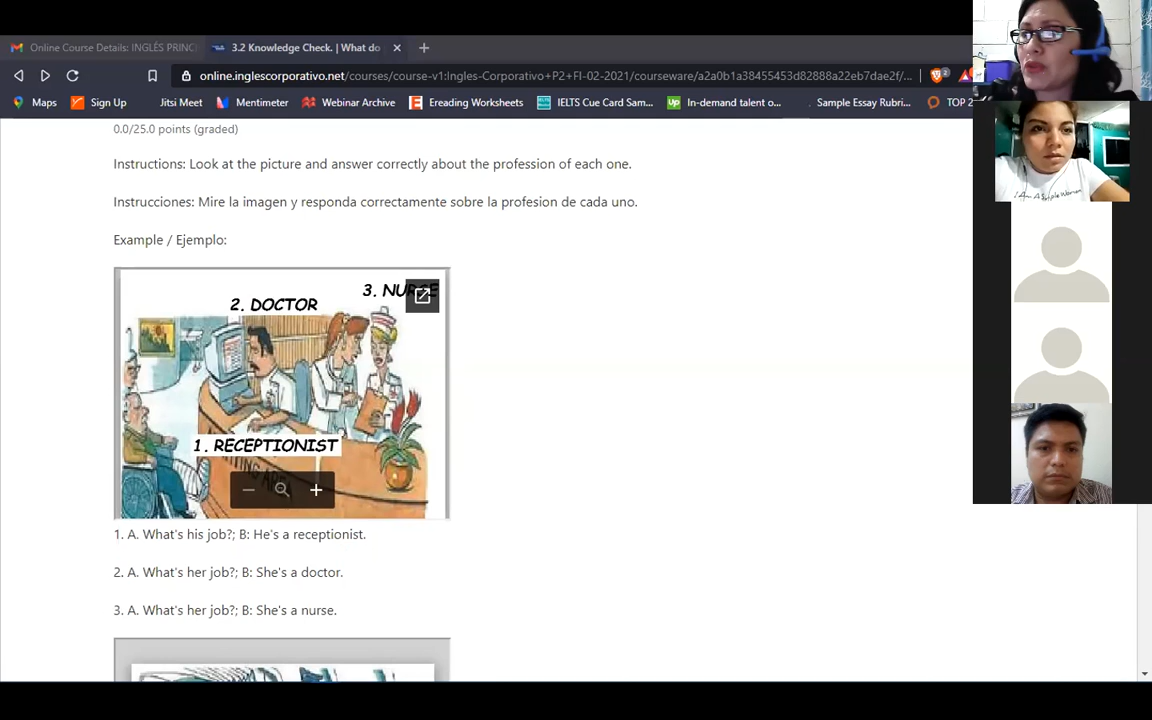 Online Course Details: INGLÉS PRINC
3.2 Knowledge Check. | What do
online.inglescorporativo.net/courses/course-v1:Ingles-Corporativo+P2+FI-02-2021/courseware/a2a0b1a38455453d82888a22eb7dae2f/...
2
Maps
Sign Up
Jitsi Meet
Mentimeter
Webinar Archive
Ereading Worksheets
IELTS Cue Card Sam...
In-demand talent o...
Sample Essay Rubri...
TOP 2
0.0/25.0 points (graded)
Instructions: Look at the picture and answer correctly about the profession of each one.
Instrucciones: Mire la imagen y responda correctamente sobre la profesion de cada uno.
Example / Ejemplo:
3. NURSE
2. DOCTOR
1. RECEPTIONIST
1. A. What's his job?; B: He's a receptionist.
2. A. What's her job?; B: She's a doctor.
3. A. What's her job?; B: She's a nurse.